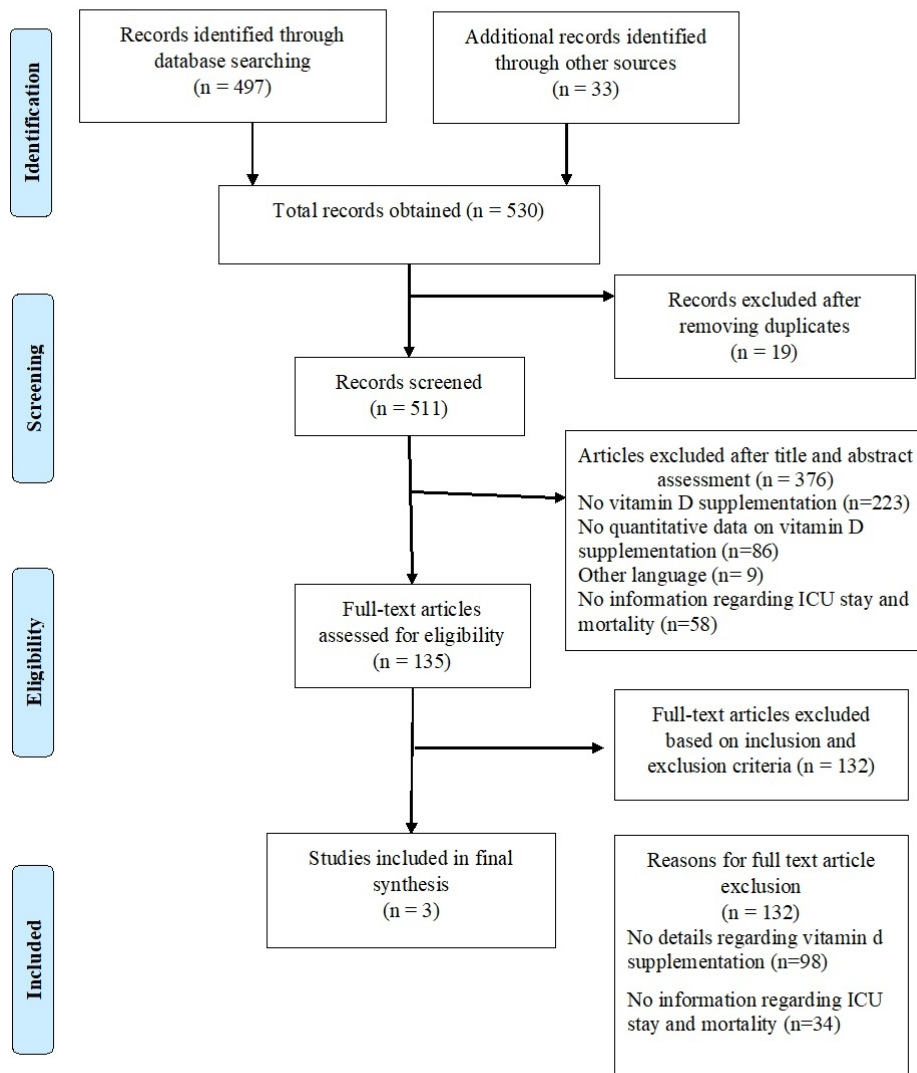 Identification
Records identified through
database searching
(n = 497)
Additional records identified
through other sources
(n = 33)
Total records obtained (n = 530)
Screening
Records excluded after
removing duplicates
(n = 19)
Records screened
(n = 511)
Articles excluded after title and abstract
assessment (n = 376)
No vitamin D supplementation (n=223)
No quantitative data on vitamin D
supplementation (n=86)
Other language (n= 9)
No information regarding ICU stay and
mortality (n=58)
Eligibility
Full-text articles
assessed for eligibility
(n = 135)
Full-text articles excluded
based on inclusion and
exclusion criteria (n = 132)
Included
Studies included in final
synthesis
(n = 3)
Reasons for full text article
exclusion
(n = 132)
No details regarding vitamin d
supplementation (n=98)
No information regarding ICU
stay and mortality (n=34)